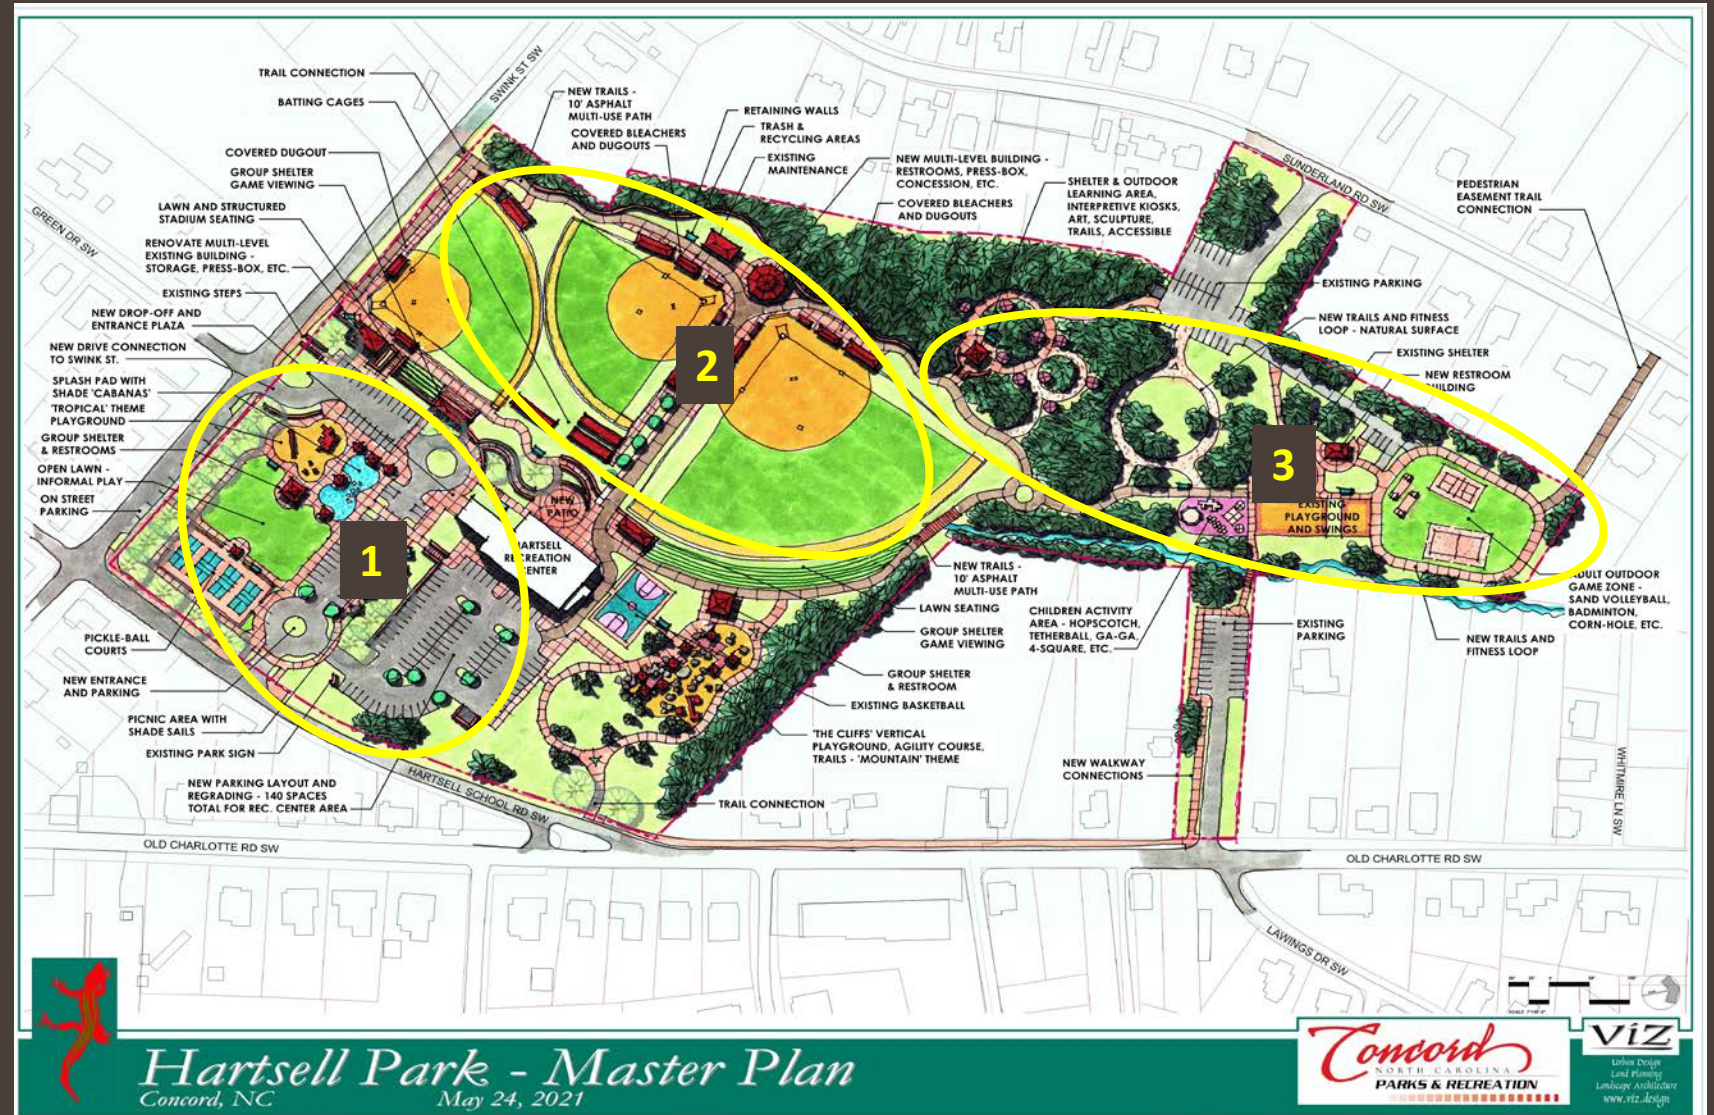 TRAIL CONNECTION
BATTING CAGES
COVERED DUGOUT
GROUP SHELTER
GAME VIEWING
LAWN AND STRUCTURED
STADIUM SEATING
RENOVATE MULTI-LEVEL
EXISTING BUILDING -
STORAGE, PRESS-BOX, ETC.
EXISTING STEPS
NEW DROP-OFF AND
ENTRANCE PLAZA
NEW DRIVE CONNECTION
TO SWINK ST.
SPLASH PAD WITH
SHADE 'CABANAS'
'TROPICAL' THEME
PLAYGROUND
GROUP SHELTER
& RESTROOMS
OPEN LAWN -
INFORMAL PLAY
ON STREET
PARKING
PICKLE-BALL
COURTS
NEW ENTRANCE
AND PARKING
PICNIC AREA WITH
SHADE SAILS
EXISTING PARK SIGN
NEW PARKING LAYOUT AND
REGRADING - 140 SPACES
TOTAL FOR REC. CENTER AREA
SWINK ST SW
GREEN DR SW
NEW TRAILS -
10' ASPHALT
MULTI-USE PATH
COVERED BLEACHERS
AND DUGOUTS
RETAINING WALLS
TRASH &
RECYCLING AREAS
EXISTING
MAINTENANCE
NEW MULTI-LEVEL BUILDING -
RESTROOMS, PRESS-BOX,
CONCESSION, ETC.
COVERED BLEACHERS
AND DUGOUTS
SHELTER & OUTDOOR
LEARNING AREA,
INTERPRETIVE KIOSKS,
ART, SCULPTURE,
TRAILS, ACCESSIBLE
SUNDERLAND RD SW
PEDESTRIAN
EASEMENT TRAIL
CONNECTION
EXISTING PARKING
NEW TRAILS AND FITNESS
LOOP - NATURAL SURFACE
EXISTING SHELTER
NEW RESTROOM
BUILDING
1
2
3
NEW
PATIO
HARTSELL
RECREATION
CENTER
EXISTING
PLAYGROUND
AND SWINGS
NEW TRAILS -
10' ASPHALT
MULTI-USE PATH
LAWN SEATING
GROUP SHELTER
GAME VIEWING
GROUP SHELTER
& RESTROOM
EXISTING BASKETBALL
'THE CLIFFS' VERTICAL
PLAYGROUND, AGILITY COURSE,
TRAILS - 'MOUNTAIN' THEME
TRAIL CONNECTION
CHILDREN ACTIVITY
AREA - HOPSCOTCH,
TETHERBALL, GA-GA,
4-SQUARE, ETC.
EXISTING
PARKING
ADULT OUTDOOR
GAME ZONE -
SAND VOLLEYBALL,
BADMINTON,
CORN-HOLE, ETC.
NEW TRAILS AND
FITNESS LOOP
NEW WALKWAY
CONNECTIONS
WHITMIRE LN SW
HARTSELL SCHOOL RD SW
OLD CHARLOTTE RD SW
OLD CHARLOTTE RD SW
LAWINGS DR SW
Hartsell Park - Master Plan
Concord, NC May 24, 2021
Concord
NORTH CAROLINA
PARKS & RECREATION
VIZ
Urban Design
Land Planning
Landscape Architecture
www.viz.design